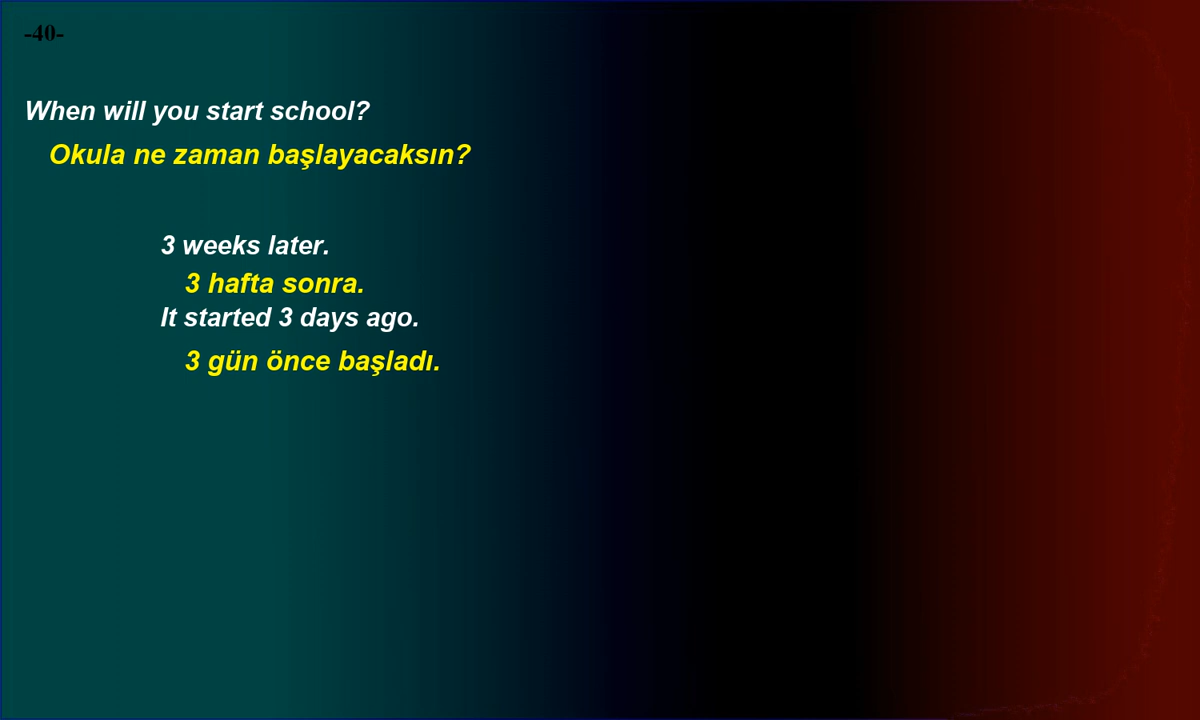 -40-
When will you start school?
Okula ne zaman başlayacaksın?
3 weeks later.
3 hafta sonra.
It started 3 days ago.
3 gün önce başladı.